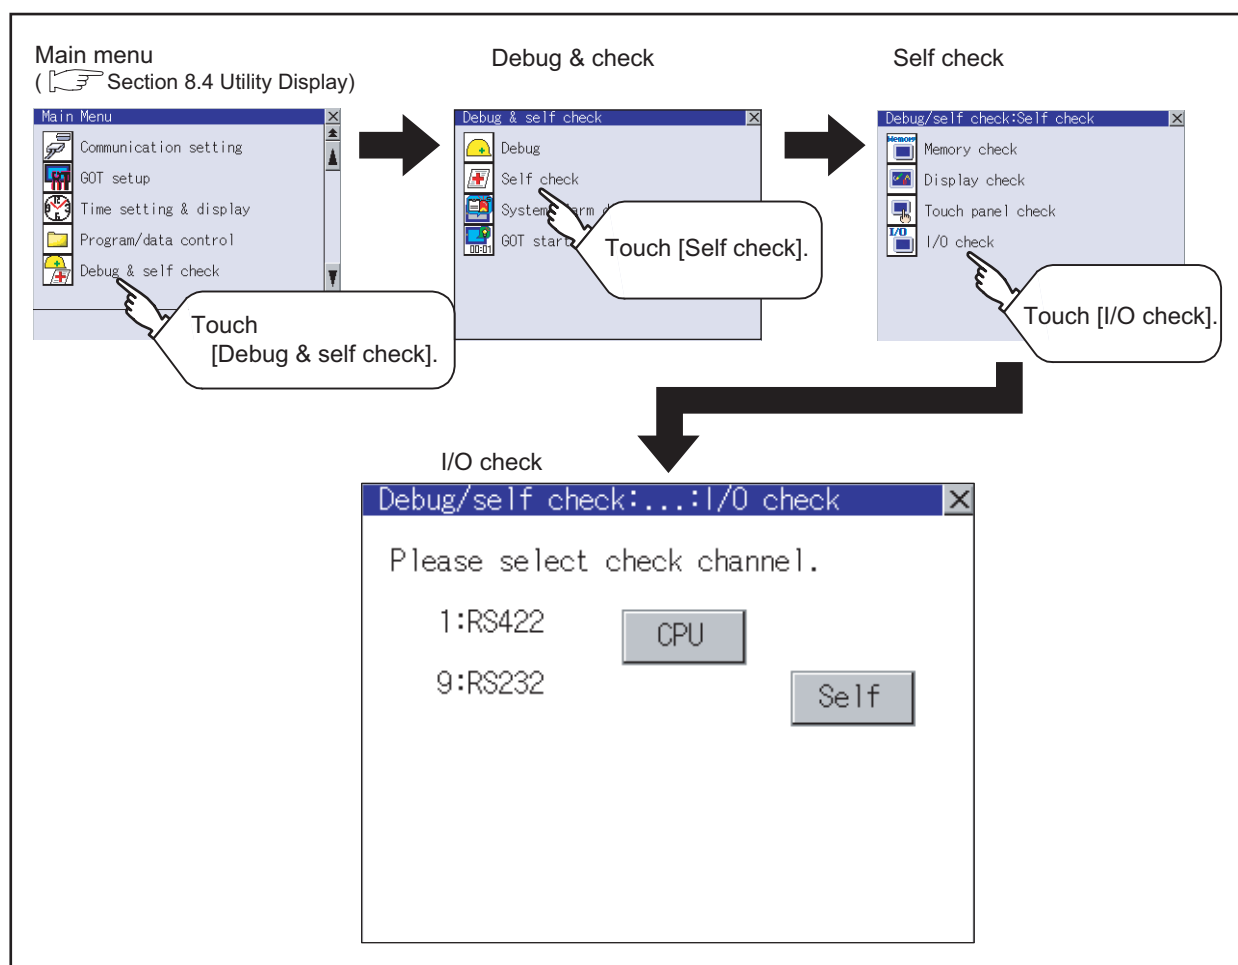 Main menu
( Section 8.4 Utility Display)
Debug & check
Self check
Main Menu
Communication setting
GOT setup
Time setting & display
Program/data control
Debug & self check
Touch
[Debug & self check].
Debug & self check
Debug
Self check
System
GOT start
00:01
Touch [Self check].
Debug/self check:Self check
Memory
Memory check
Display check
Touch panel check
I/O
I/O check
Touch [I/O check].
I/O check
Debug/self check:...:I/O check
Please select check channel.
1:RS422
CPU
9:RS232
Self